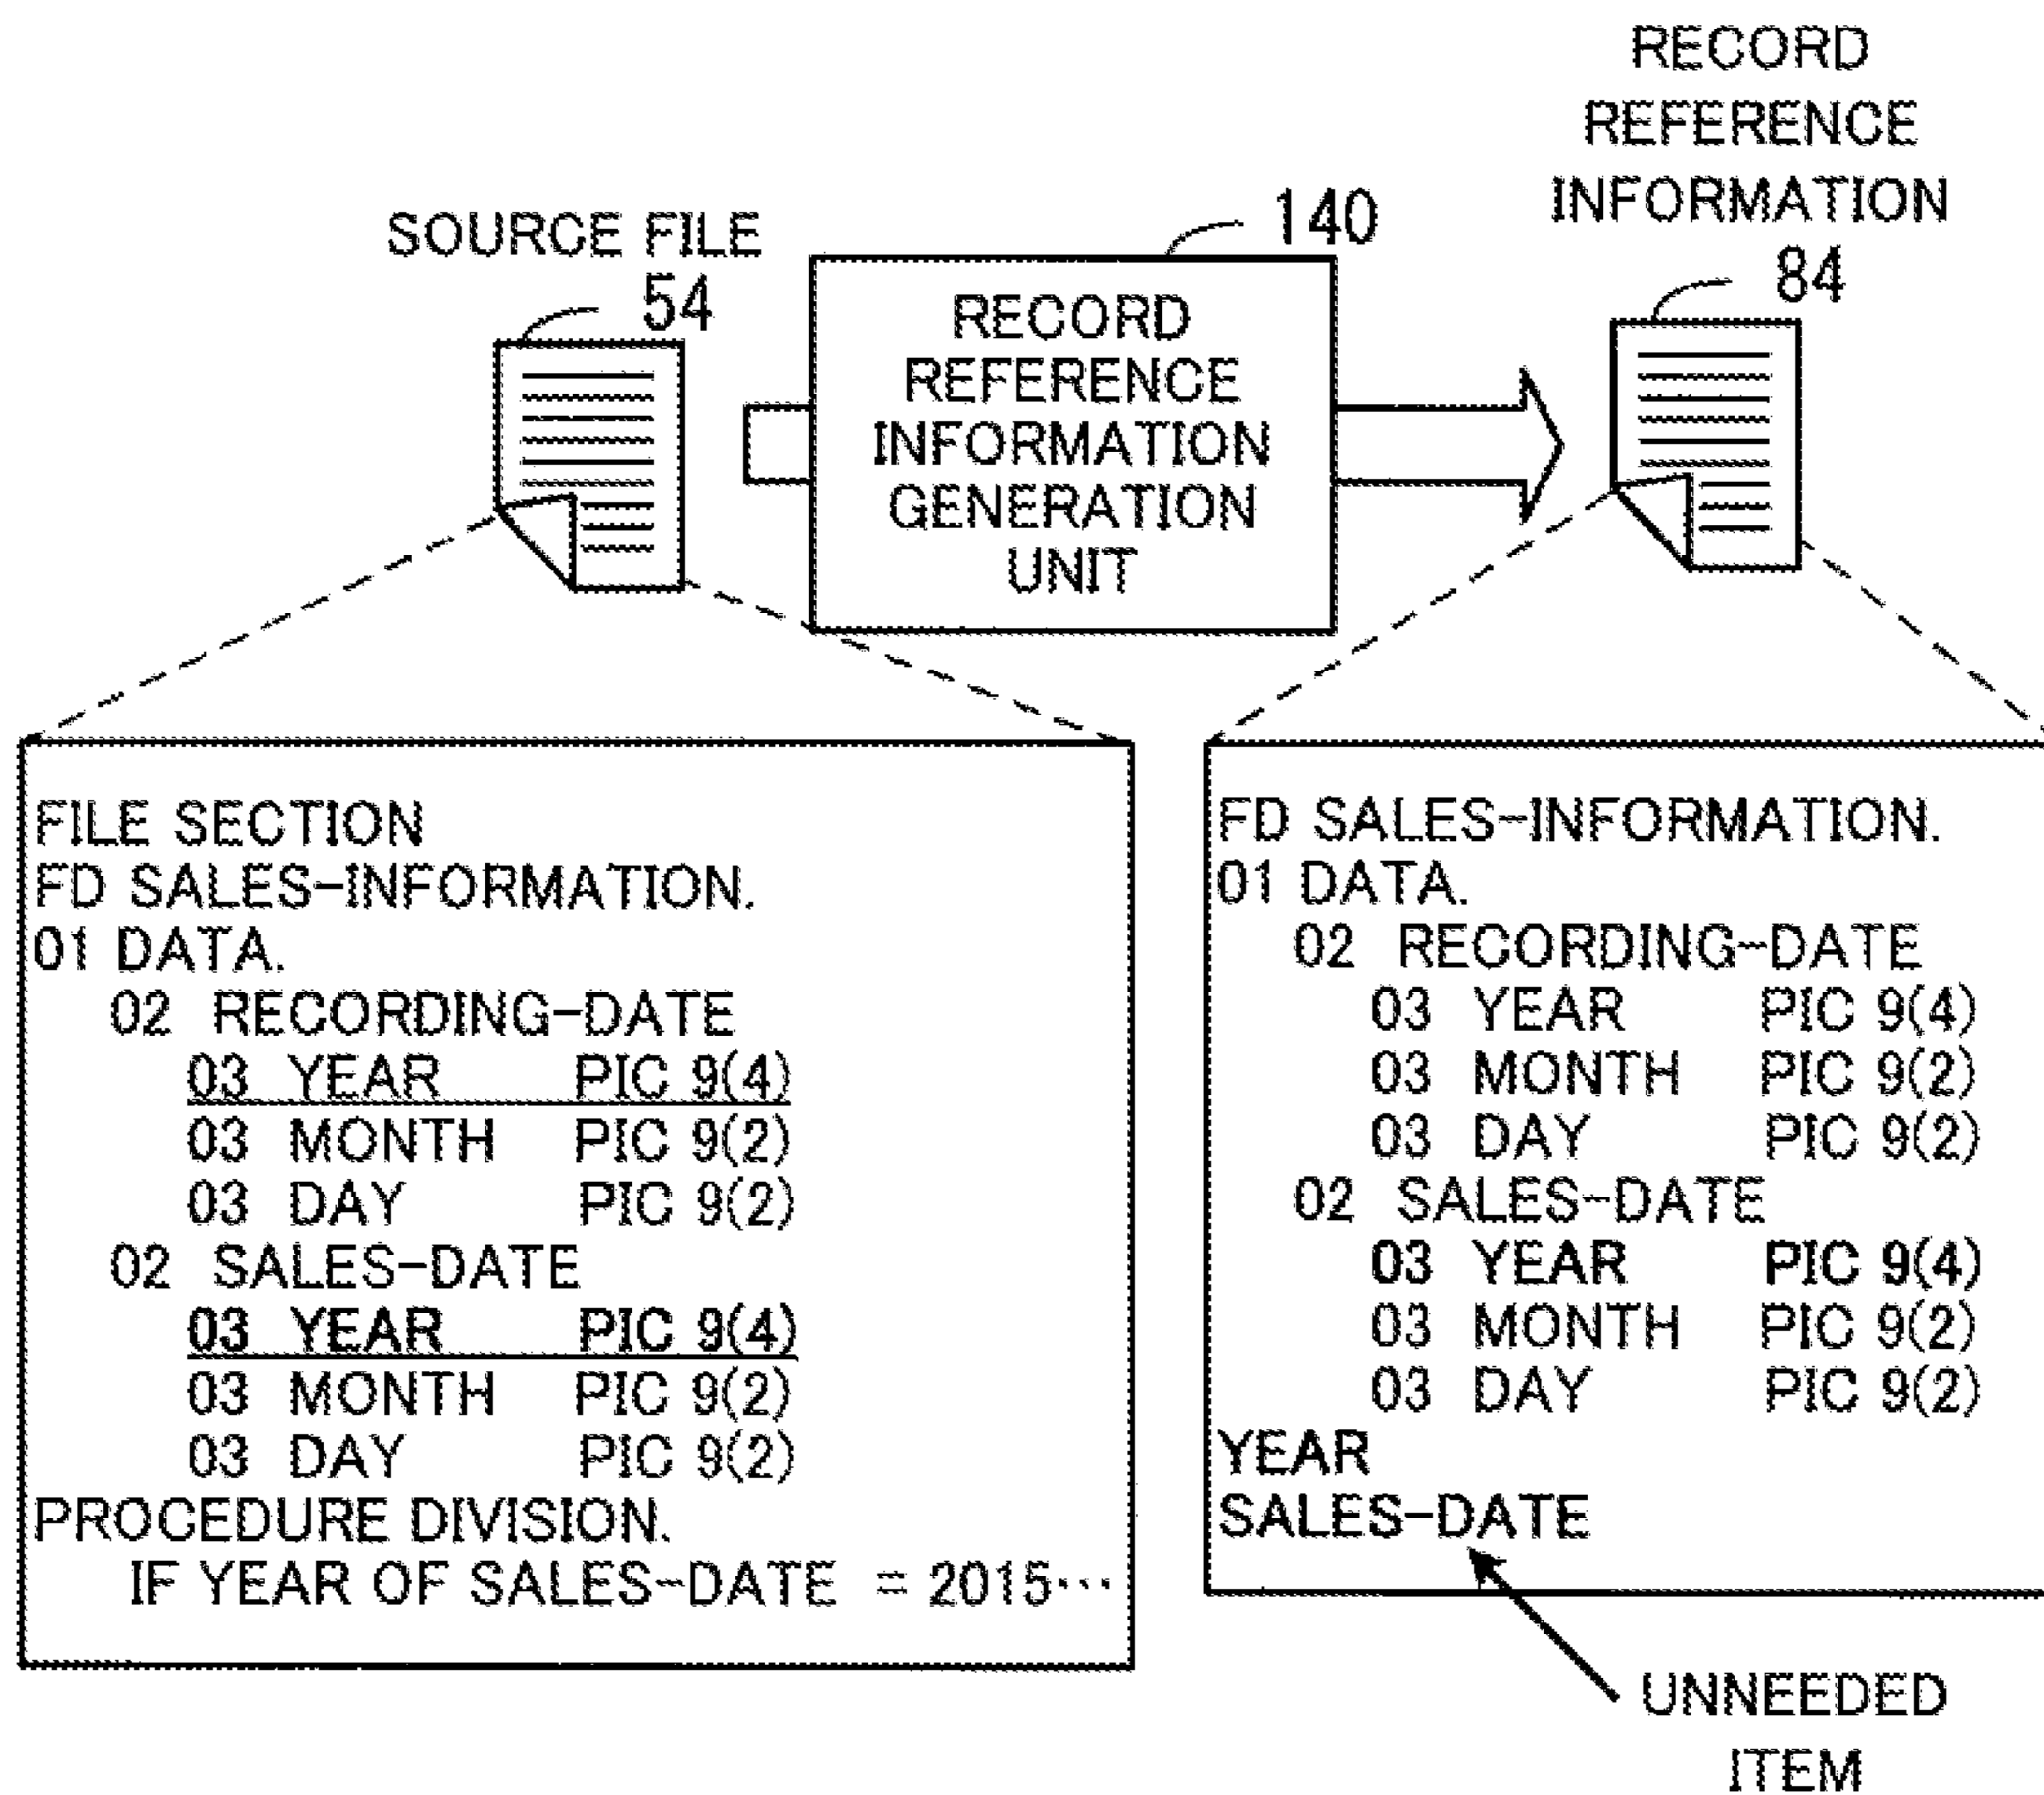 RECORD
REFERENCE
INFORMATION
84
SOURCE FILE
54
140
RECORD
REFERENCE
INFORMATION
GENERATION
UNIT
FILE SECTION
FD SALES-INFORMATION.
01 DATA.
02 RECORDING-DATE
03 YEAR PIC 9(4)
03 MONTH PIC 9(2)
03 DAY PIC 9(2)
02 SALES-DATE
03 YEAR PIC 9(4)
03 MONTH PIC 9(2)
03 DAY PIC 9(2)
PROCEDURE DIVISION.
IF YEAR OF SALES-DATE = 2015…
FD SALES-INFORMATION.
01 DATA.
02 RECORDING-DATE
03 YEAR PIC 9(4)
03 MONTH PIC 9(2)
03 DAY PIC 9(2)
02 SALES-DATE
03 YEAR PIC 9(4)
03 MONTH PIC 9(2)
03 DAY PIC 9(2)
YEAR
SALES-DATE
UNNEEDED
ITEM